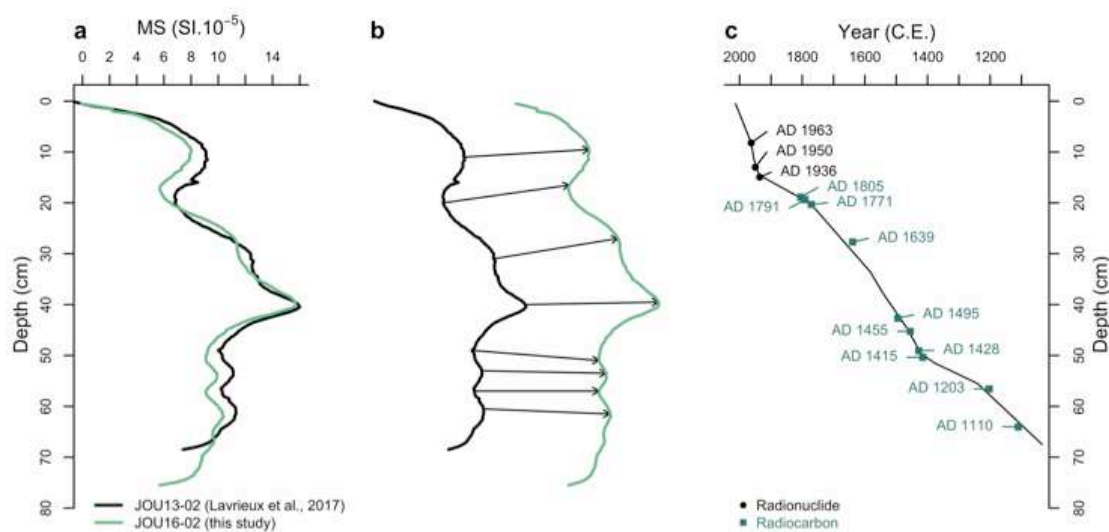 a MS (SI.10⁻⁵)
0 2 4 6 8 10 14
Depth (cm)
0
10
20
30
40
50
60
70
80
JOU13-02 (Lavrieux et al., 2017)
JOU16-02 (this study)
b
c Year (C.E.)
2000 1800 1600 1400 1200
AD 1963
AD 1950
AD 1936
AD 1805
AD 1791
AD 1771
AD 1639
AD 1495
AD 1455
AD 1428
AD 1415
AD 1203
AD 1110
Radionuclide
Radiocarbon
0
10
20
30
40
50
60
70
80
Depth (cm)